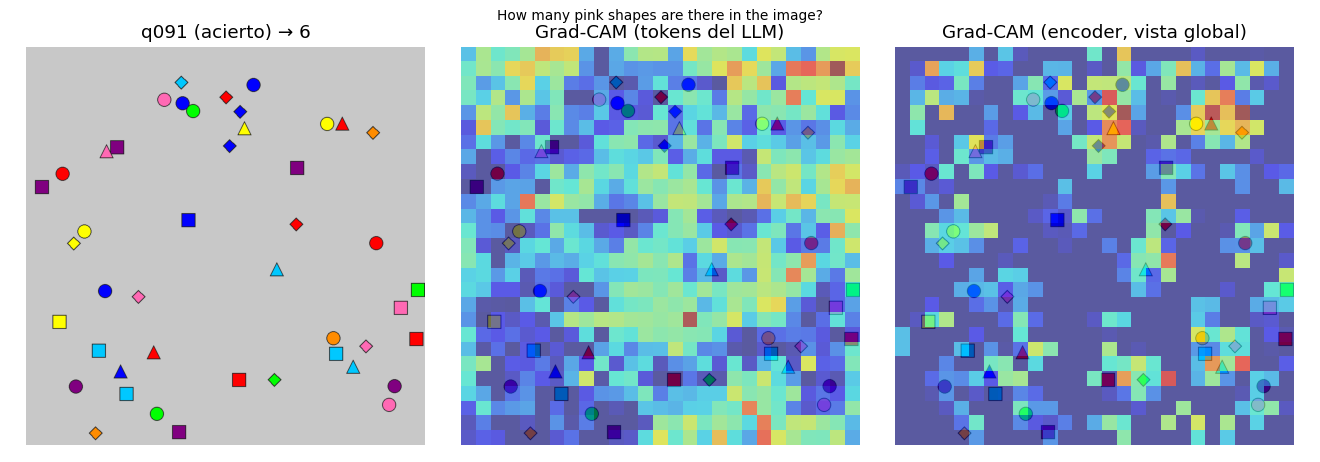 How many pink shapes are there in the image?
q091 (acierto) → 6
Grad-CAM (tokens del LLM)
Grad-CAM (encoder, vista global)